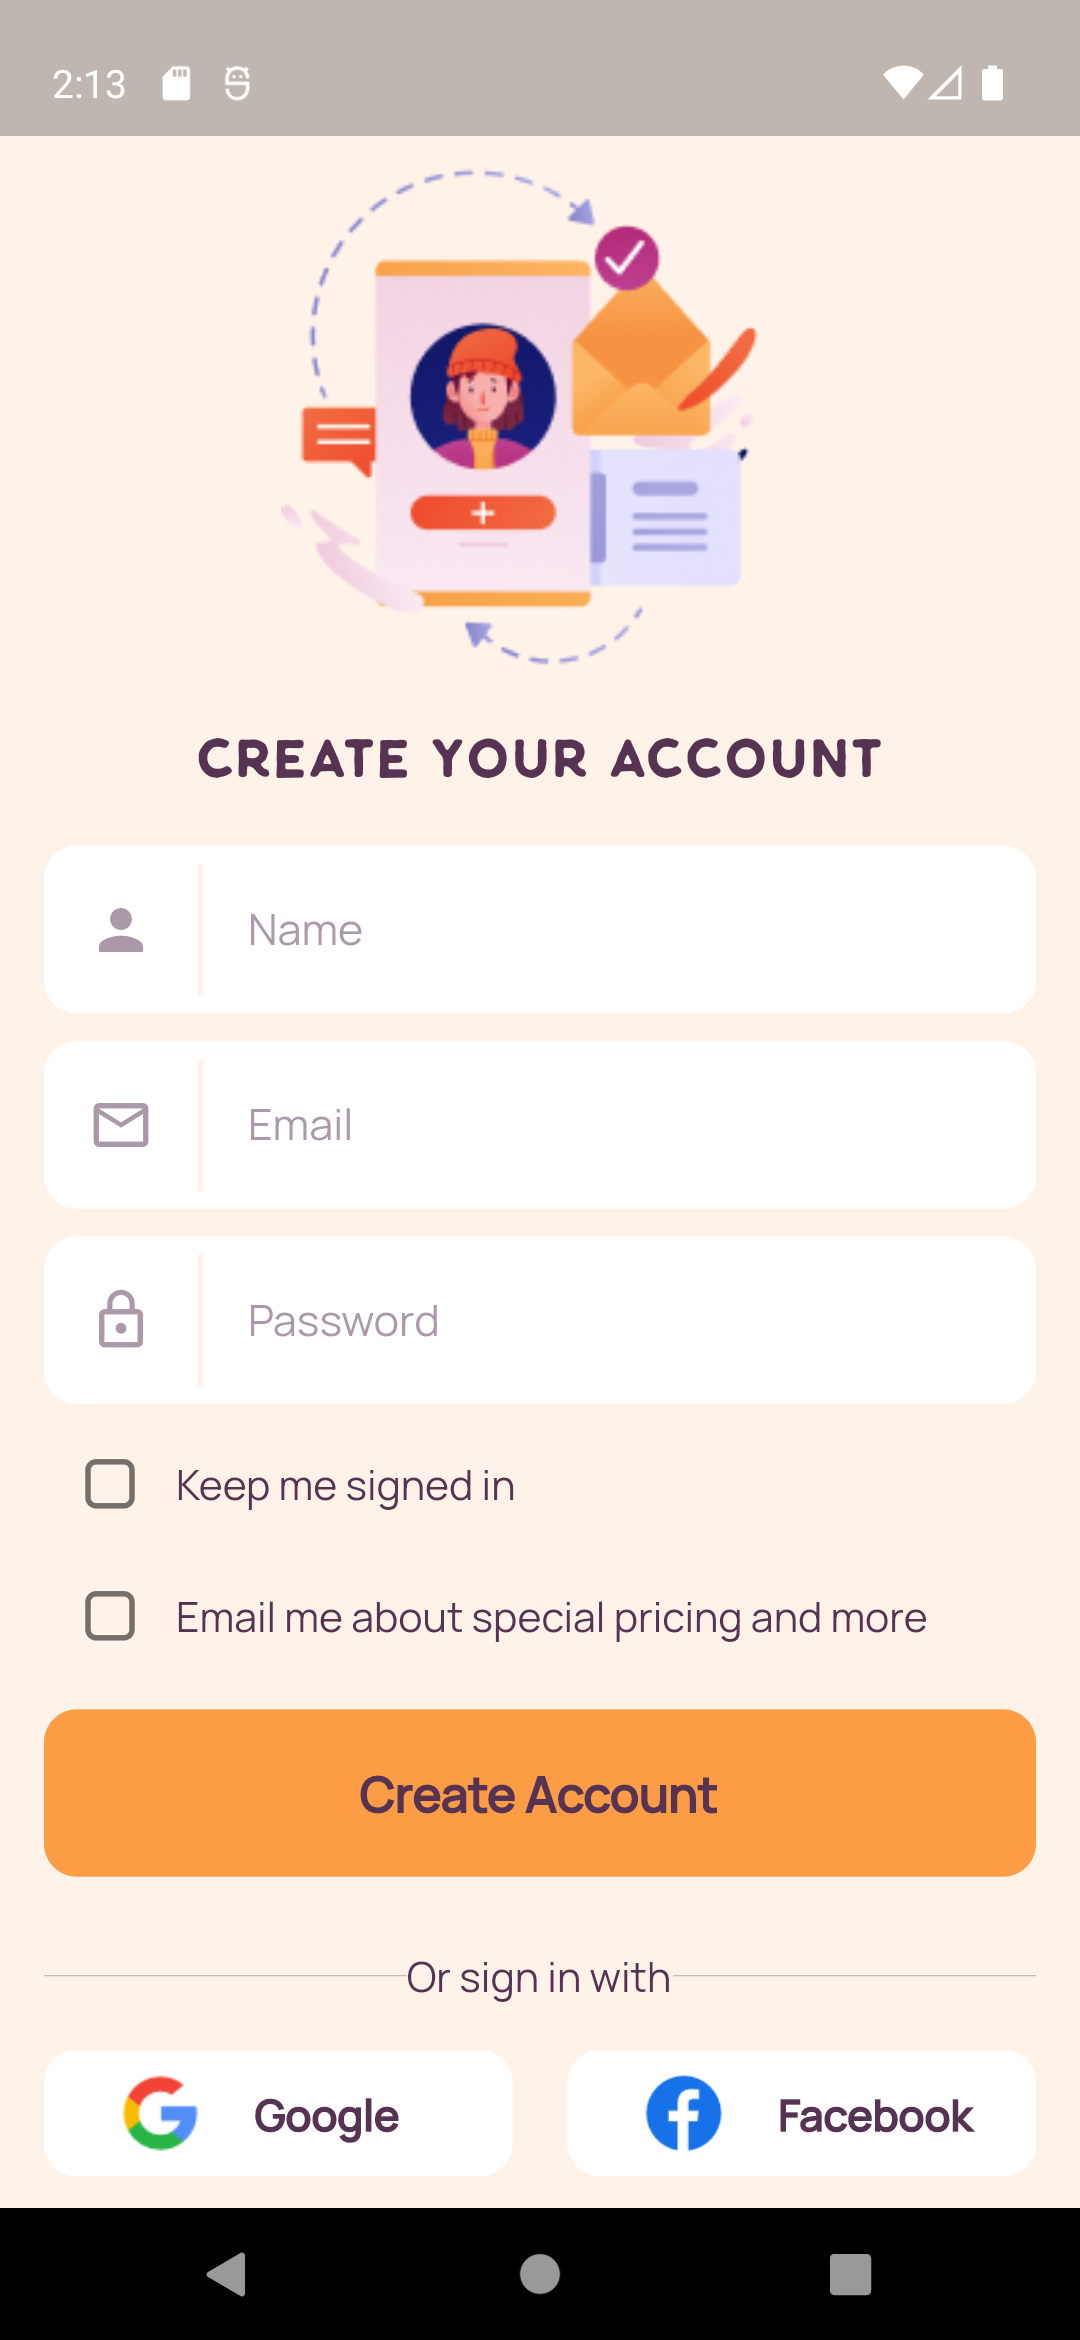 2:13
CREATE YOUR ACCOUNT
Name
Email
Password
Keep me signed in
Email me about special pricing and more
Create Account
Or sign in with
Google
Facebook